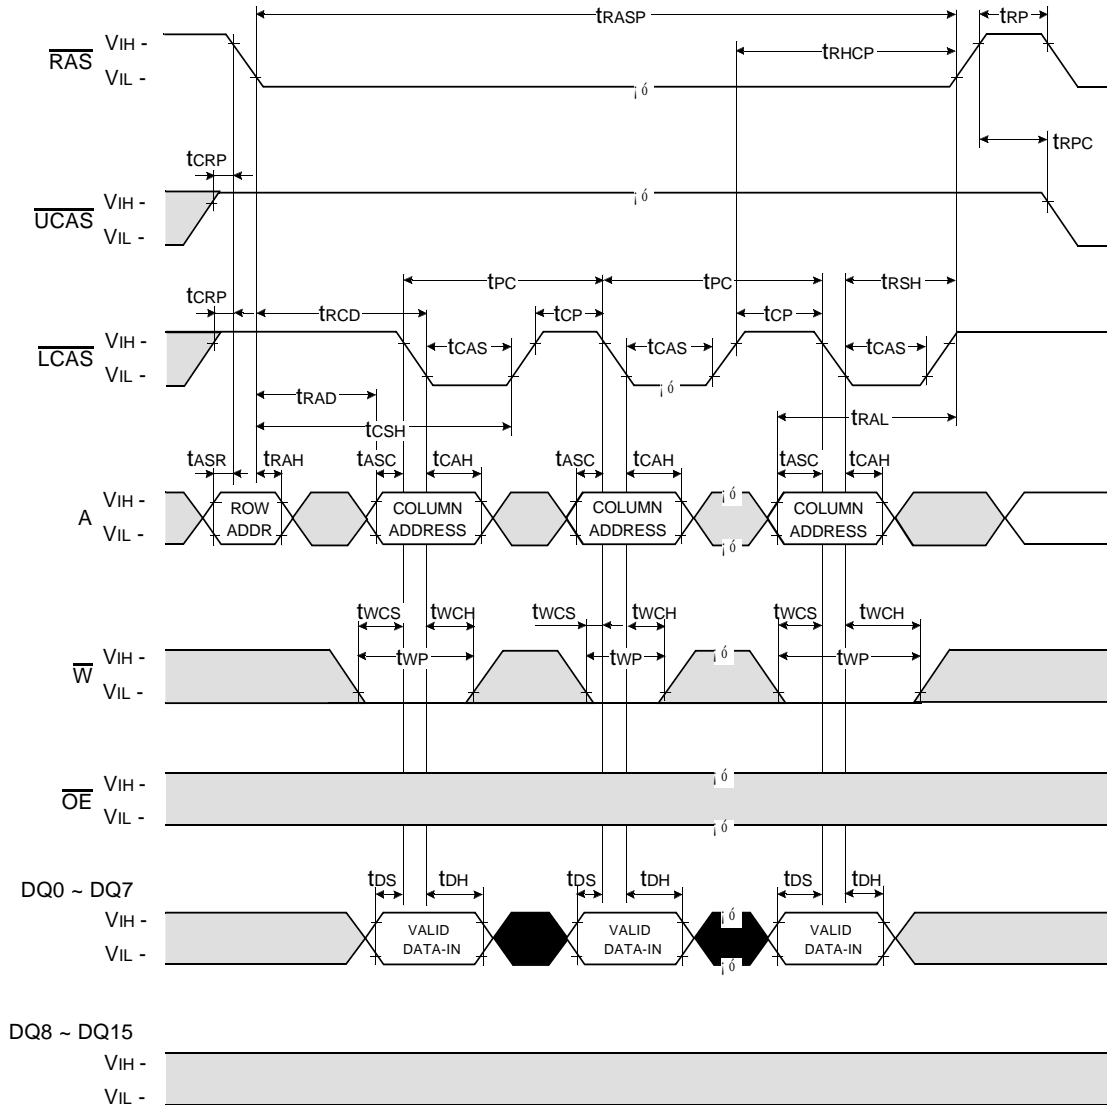 tRASP
tRP
RAS
VIH -
VIL -
tRHCP
¡ó
tCRP
tRPC
UCAS
VIH -
VIL -
¡ó
tCRP
tRCD
tPC
tCP
tPC
tCP
tRSH
LCAS
VIH -
VIL -
tCAS
tCAS
tCAS
¡ó
tRAD
tCSH
tRAL
tASR
tRAH
tASC
tCAH
tASC
tCAH
tASC
tCAH
A
VIH -
VIL -
ROW
ADDR
COLUMN
ADDRESS
COLUMN
ADDRESS
¡ó
¡ó
COLUMN
ADDRESS
tWCS
tWCH
tWCS
tWCH
tWCS
tWCH
W
VIH -
VIL -
tWP
tWP
¡ó
tWP
OE
VIH -
VIL -
¡ó
¡ó
tDS
tDH
tDS
tDH
tDS
tDH
DQ0 ~ DQ7
VIH -
VIL -
VALID
DATA-IN
VALID
DATA-IN
¡ó
¡ó
VALID
DATA-IN
DQ8 ~ DQ15
VIH -
VIL -